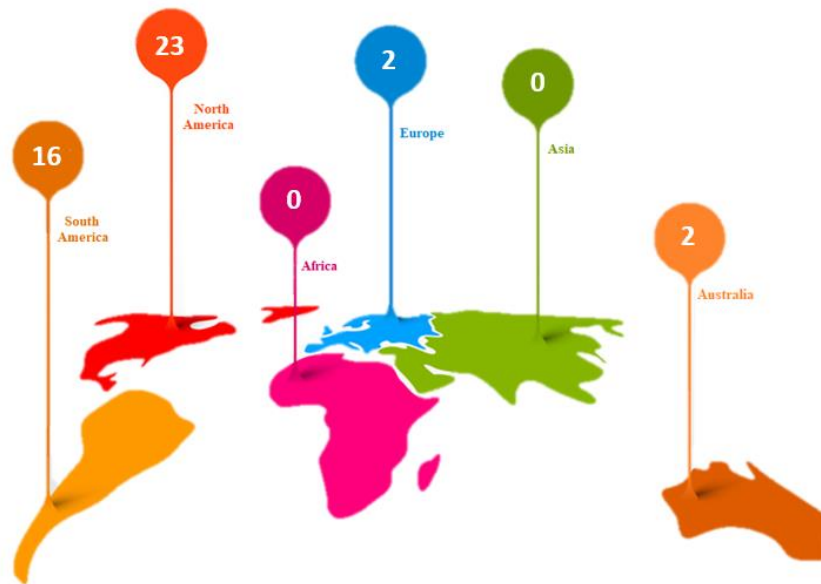 23
North
America
2
Europe
0
Asia
16
South
America
0
Africa
2
Australia